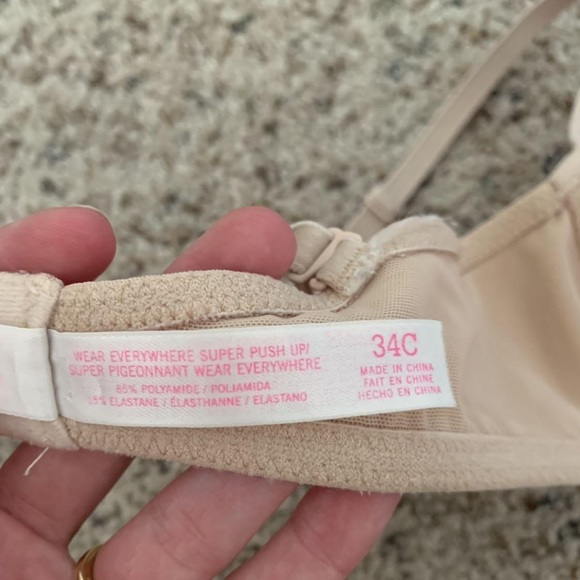 WEAR EVERYWHERE SUPER PUSH UP/
SUPER PIGEONNANT WEAR EVERYWHERE
85% POLYAMIDE / POLIAMIDA
15% ELASTANE / ÉLASTHANNE / ELASTANO
34C
MADE IN CHINA
FAIT EN CHINE
HECHO EN CHINA